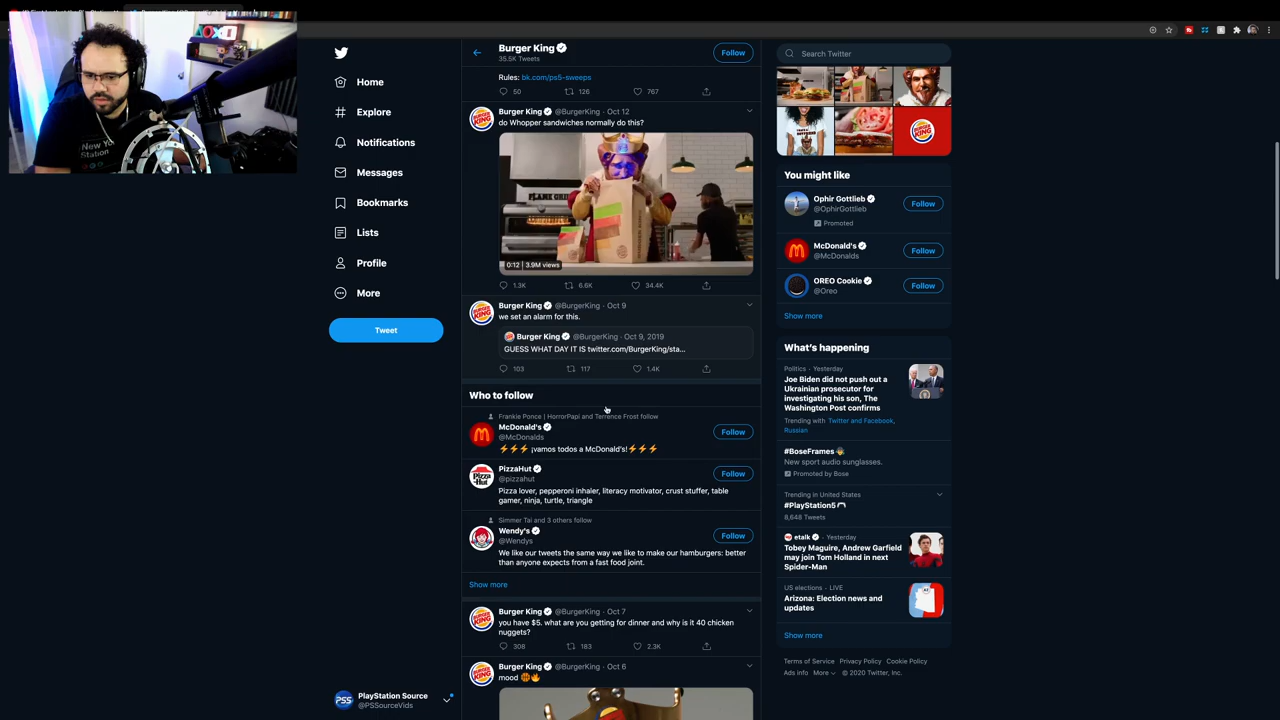 Burger King
35.5K Tweets
Follow
Search Twitter
Home
Explore
Notifications
Messages
Bookmarks
Lists
Profile
More
Tweet
PlayStation Source
@PSSourceVids
Rules: bk.com/ps5-sweeps
50 126 767
Burger King @BurgerKing · Oct 12
do Whopper sandwiches normally do this?
0:12 | 3.9M views
1.3K 6.6K 34.4K
Burger King @BurgerKing · Oct 9
we set an alarm for this.
Burger King @BurgerKing · Oct 9, 2019
GUESS WHAT DAY IT IS twitter.com/BurgerKing/sta...
103 117 1.4K
Who to follow
Frankie Ponce | HorrorPapi and Terrence Frost follow
McDonald's
@McDonalds
Follow
⚡⚡⚡ ¡vamos todos a McDonald's!⚡⚡⚡
PizzaHut
@pizzahut
Follow
Pizza lover, pepperoni inhaler, literacy motivator, crust stuffer, table
gamer, ninja, turtle, triangle
Simmer Tai and 3 others follow
Wendy's
@Wendys
Follow
We like our tweets the same way we like to make our hamburgers: better
than anyone expects from a fast food joint.
Show more
Burger King @BurgerKing · Oct 7
you have $5. what are you getting for dinner and why is it 40 chicken
nuggets?
308 183 2.3K
Burger King @BurgerKing · Oct 6
mood
You might like
Ophir Gottlieb
@OphirGottlieb
Follow
Promoted
McDonald's
@McDonalds
Follow
OREO Cookie
@Oreo
Follow
Show more
What's happening
Politics · Yesterday
Joe Biden did not push out a
Ukrainian prosecutor for
investigating his son, The
Washington Post confirms
Trending with Twitter and Facebook,
Russian
#BoseFrames
New sport audio sunglasses.
Promoted by Bose
Trending in United States
#PlayStation5
8,648 Tweets
etalk · Yesterday
Tobey Maguire, Andrew Garfield
may join Tom Holland in next
Spider-Man
US elections · LIVE
Arizona: Election news and
updates
Show more
Terms of Service Privacy Policy Cookie Policy
Ads info More © 2020 Twitter, Inc.